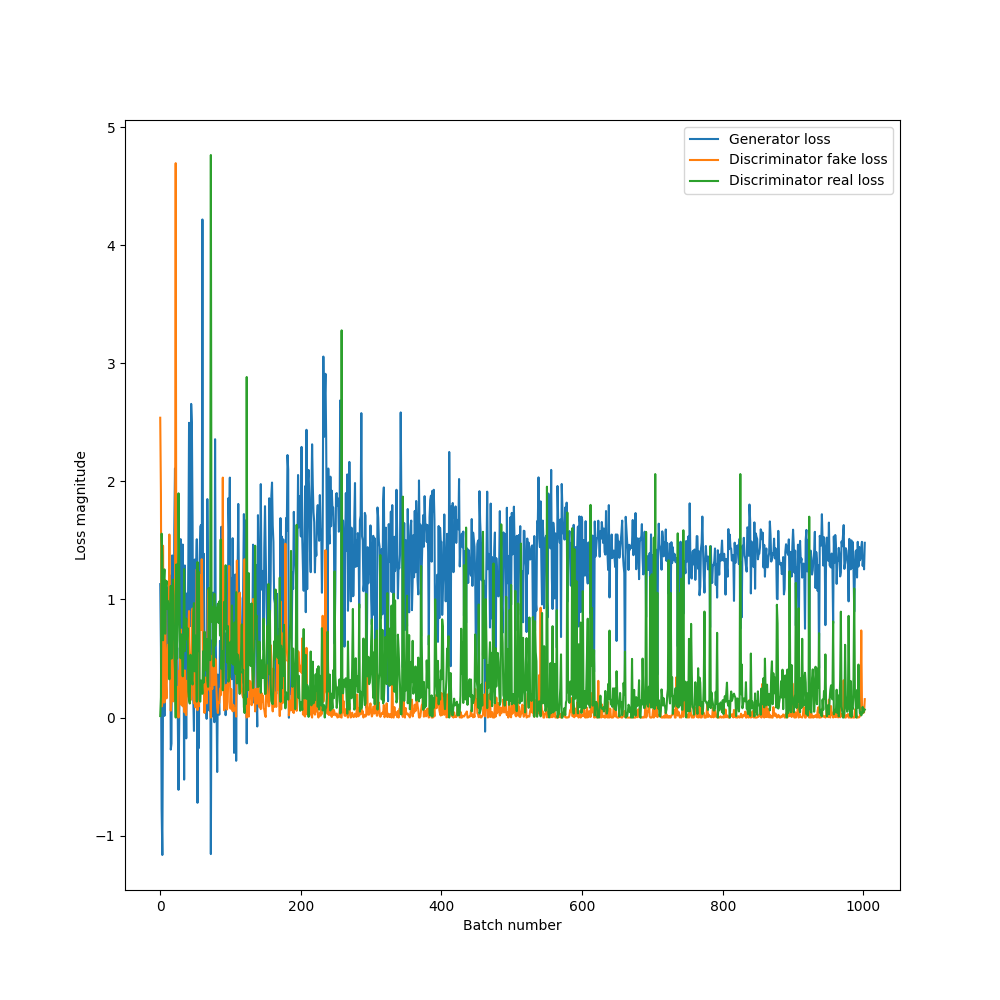 Generator loss
Discriminator fake loss
Discriminator real loss
5
4
3
2
1
0
−1
Loss magnitude
0 200 400 600 800 1000
Batch number